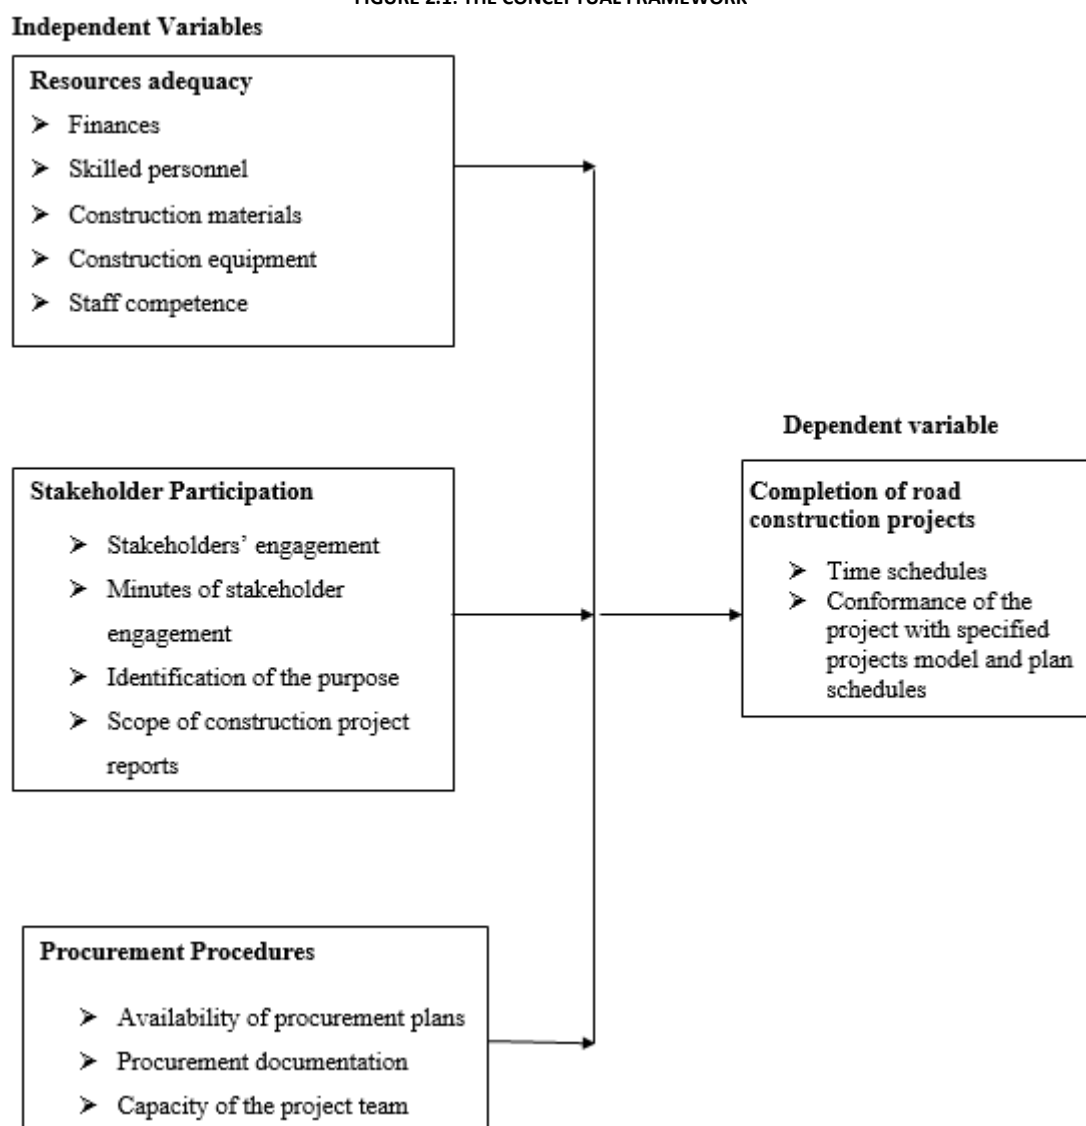 FIGURE 2.1: THE CONCEPTUAL FRAMEWORK
Independent Variables
Resources adequacy
➤ Finances
➤ Skilled personnel
➤ Construction materials
➤ Construction equipment
➤ Staff competence
Stakeholder Participation
➤ Stakeholders’ engagement
➤ Minutes of stakeholder
engagement
➤ Identification of the purpose
➤ Scope of construction project
reports
Procurement Procedures
➤ Availability of procurement plans
➤ Procurement documentation
➤ Capacity of the project team
Dependent variable
Completion of road
construction projects
➤ Time schedules
➤ Conformance of the
project with specified
projects model and plan
schedules